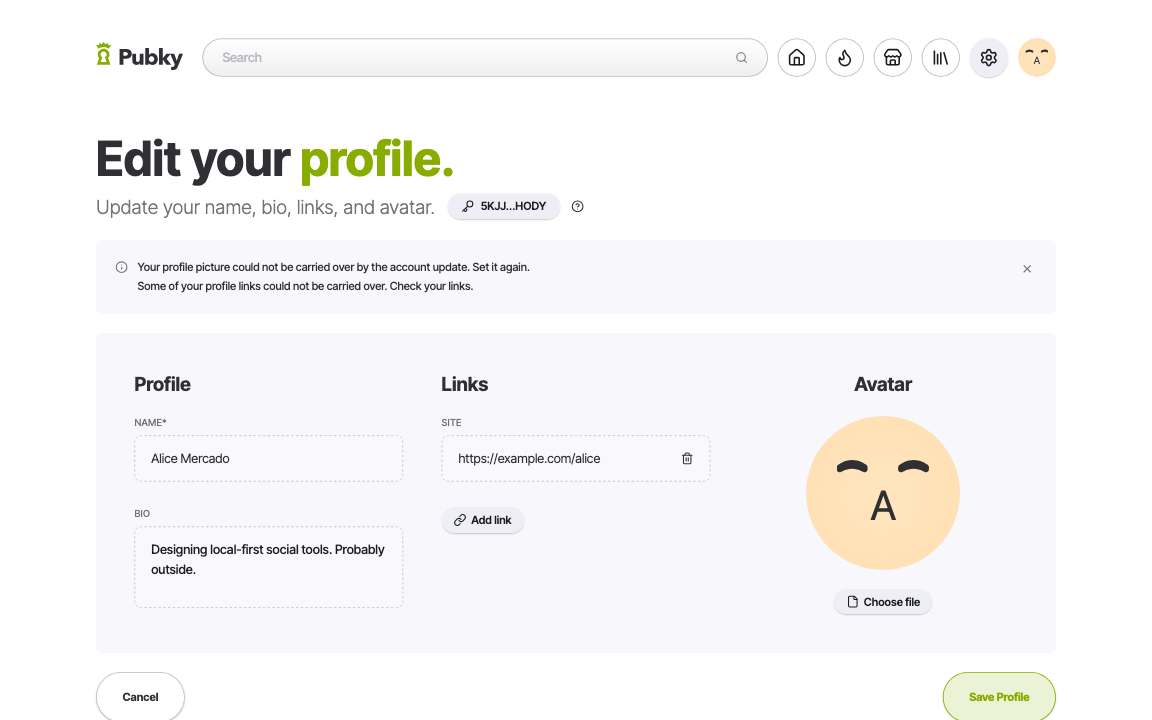 Pubky
Search
A
Edit your profile.
Update your name, bio, links, and avatar.
5KJJ...HODY
Your profile picture could not be carried over by the account update. Set it again.
Some of your profile links could not be carried over. Check your links.
Profile
NAME*
Alice Mercado
BIO
Designing local-first social tools. Probably
outside.
Links
SITE
https://example.com/alice
Add link
Avatar
A
Choose file
Cancel
Save Profile